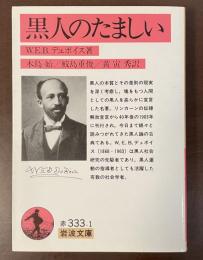 黒人のたましい
W.E.B.デュボイス著
木島 始/鮫島重俊/黄 寅秀訳
黒人の本質とその差別の現実
を深く考察し、魂をもつ人間
としての黒人を高らかに宣言
した名著。リンカーンの奴隷
解放宣言から40年後の1903年
に刊行され、今日まで続々と
読みつがれてきた黒人論の古
典である。W.E.B.デュボイ
ス(1868-1963)は黒人社会
研究の先駆者であり、黒人運
動の指導者としても活躍した
有数の社会学者。
赤 333-1
岩波文庫